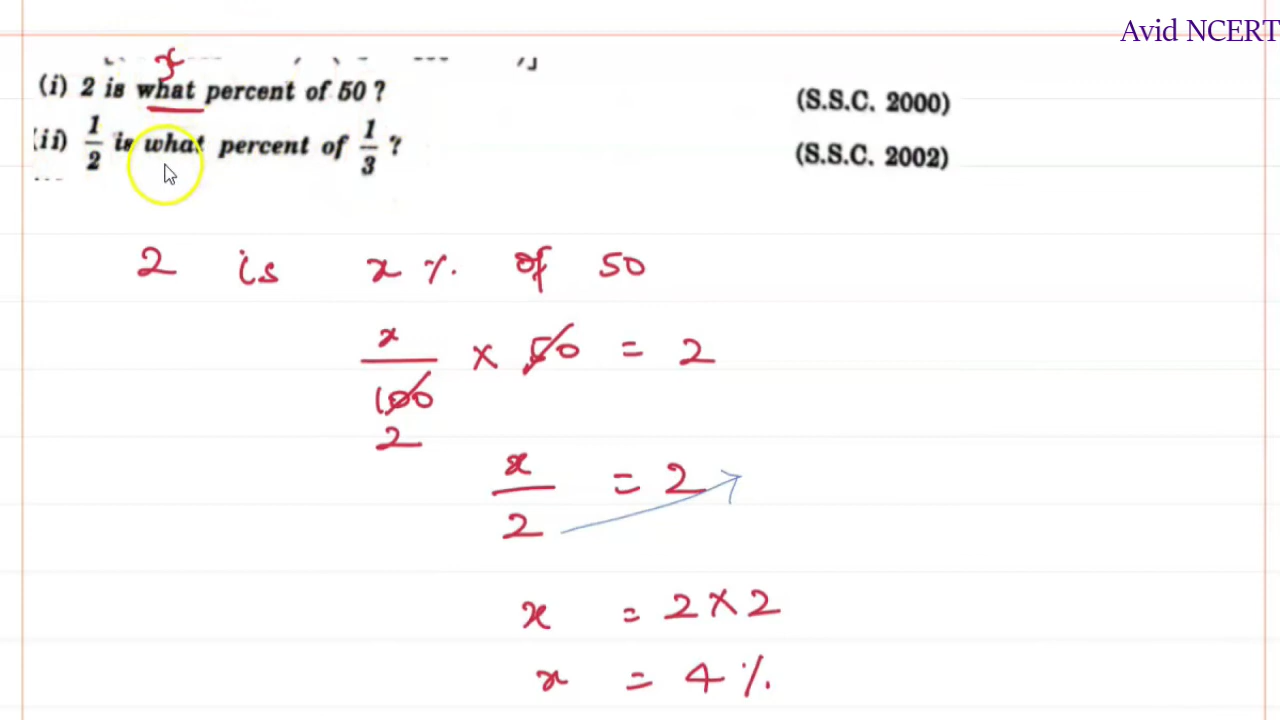 Avid NCERT
x
(i) 2 is what percent of 50 ? (S.S.C. 2000)
(ii) 1/2 is what percent of 1/3 ? (S.S.C. 2002)
2 is x % of 50
x/100 × 50 = 2
2
x/2 = 2
x = 2 × 2
x = 4 %.